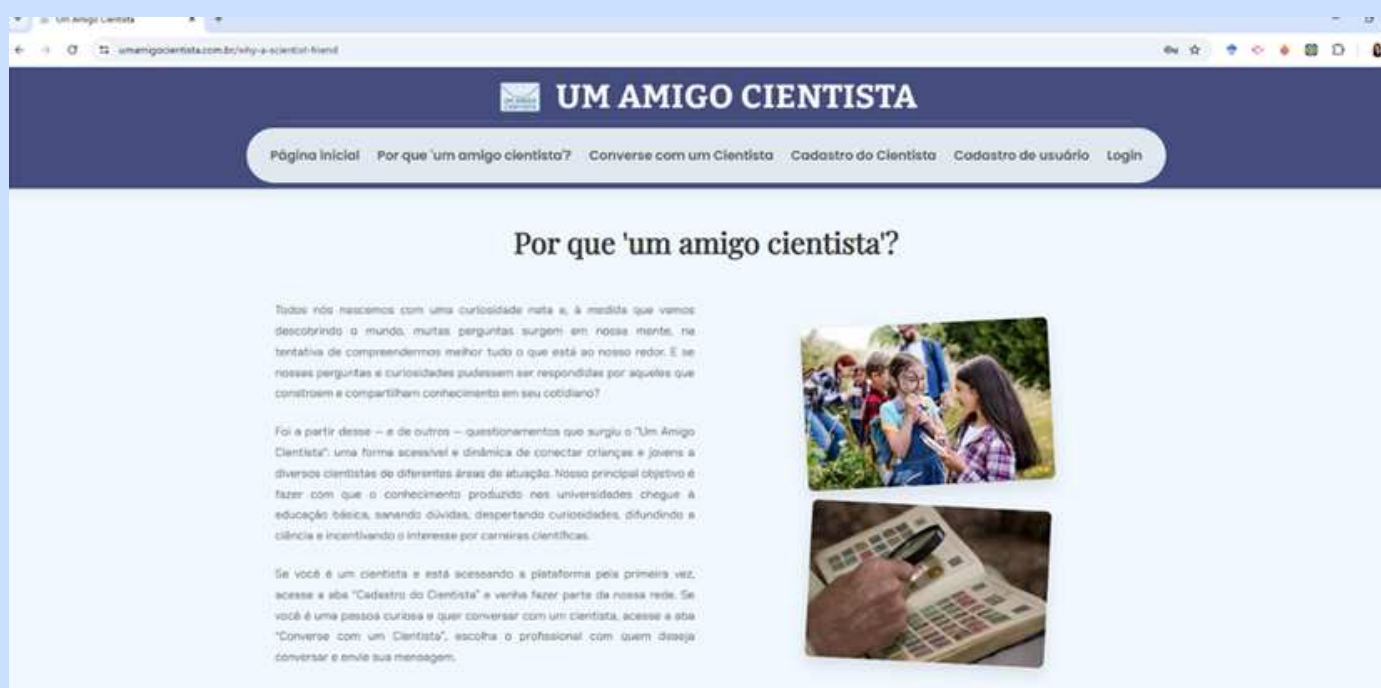 Um Amigo Cientista
umamigocientista.com.br/why-a-scientist-friend
UM AMIGO CIENTISTA
Página inicial Por que 'um amigo cientista'? Converse com um Cientista Cadastro do Cientista Cadastro de usuário Login
Por que 'um amigo cientista'?
Todos nós nascemos com uma curiosidade nata e, à medida que vamos
descobrindo o mundo, muitas perguntas surgem em nossa mente, na
tentativa de compreendermos melhor tudo o que está ao nosso redor. E se
nossas perguntas e curiosidades pudessem ser respondidas por aqueles que
constroem e compartilham conhecimento em seu cotidiano?
Foi a partir desse – e de outros – questionamentos que surgiu o "Um Amigo
Cientista": uma forma acessível e dinâmica de conectar crianças e jovens a
diversos cientistas de diferentes áreas de atuação. Nosso principal objetivo é
fazer com que o conhecimento produzido nas universidades chegue à
educação básica, sanando dúvidas, despertando curiosidades, difundindo a
ciência e incentivando o interesse por carreiras científicas.
Se você é um cientista e está acessando a plataforma pela primeira vez,
acesse a aba "Cadastro do Cientista" e venha fazer parte da nossa rede. Se
você é uma pessoa curiosa e quer conversar com um cientista, acesse a aba
"Converse com um Cientista", escolha o profissional com quem deseja
conversar e envie sua mensagem.